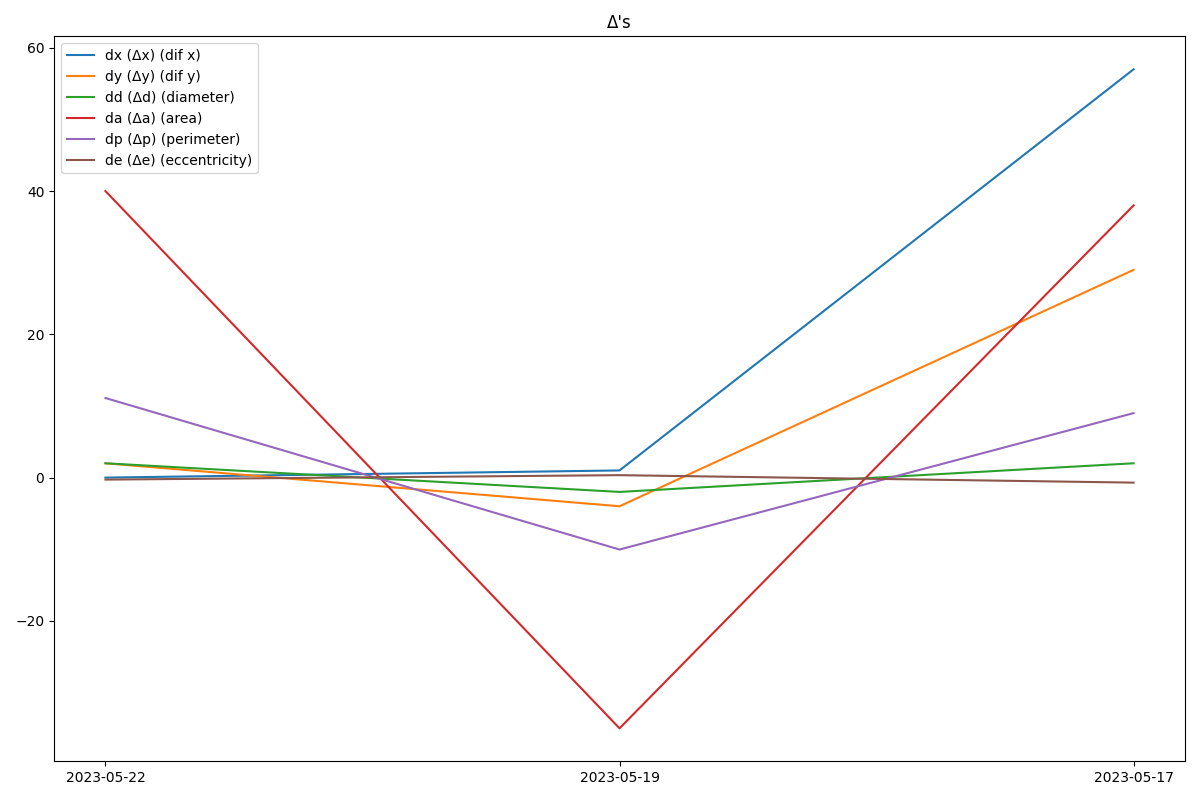 Δ's
dx (Δx) (dif x)
dy (Δy) (dif y)
dd (Δd) (diameter)
da (Δa) (area)
dp (Δp) (perimeter)
de (Δe) (eccentricity)
60
40
20
0
−20
2023-05-22 2023-05-19 2023-05-17